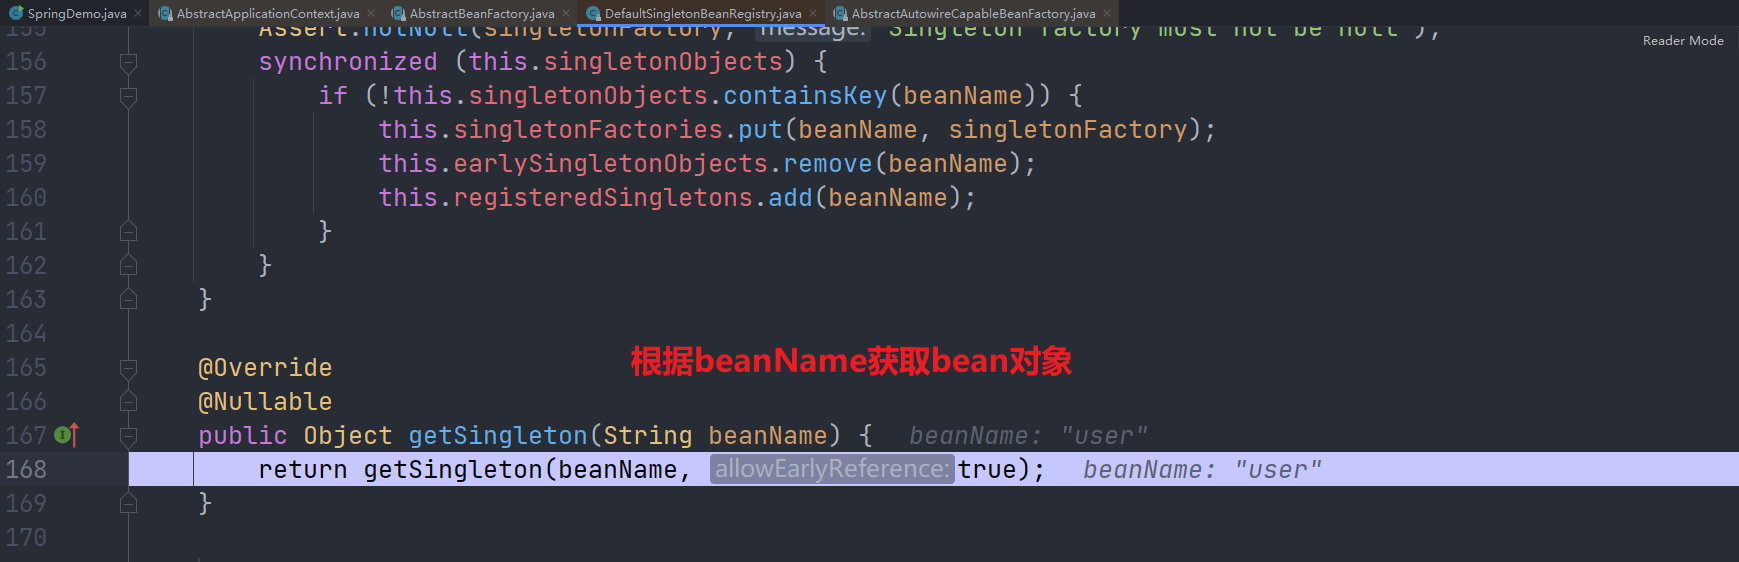 SpringDemo.java AbstractApplicationContext.java AbstractBeanFactory.java DefaultSingletonBeanRegistry.java AbstractAutowireCapableBeanFactory.java
Assert.notNull(singletonFactory, message: "Singleton factory must not be null");
Reader Mode
156 synchronized (this.singletonObjects) {
157 if (!this.singletonObjects.containsKey(beanName)) {
158 this.singletonFactories.put(beanName, singletonFactory);
159 this.earlySingletonObjects.remove(beanName);
160 this.registeredSingletons.add(beanName);
161 }
162 }
163 }
164
根据beanName获取bean对象
165 @Override
166 @Nullable
167 public Object getSingleton(String beanName) { beanName: "user"
168 return getSingleton(beanName, allowEarlyReference: true); beanName: "user"
169 }
170